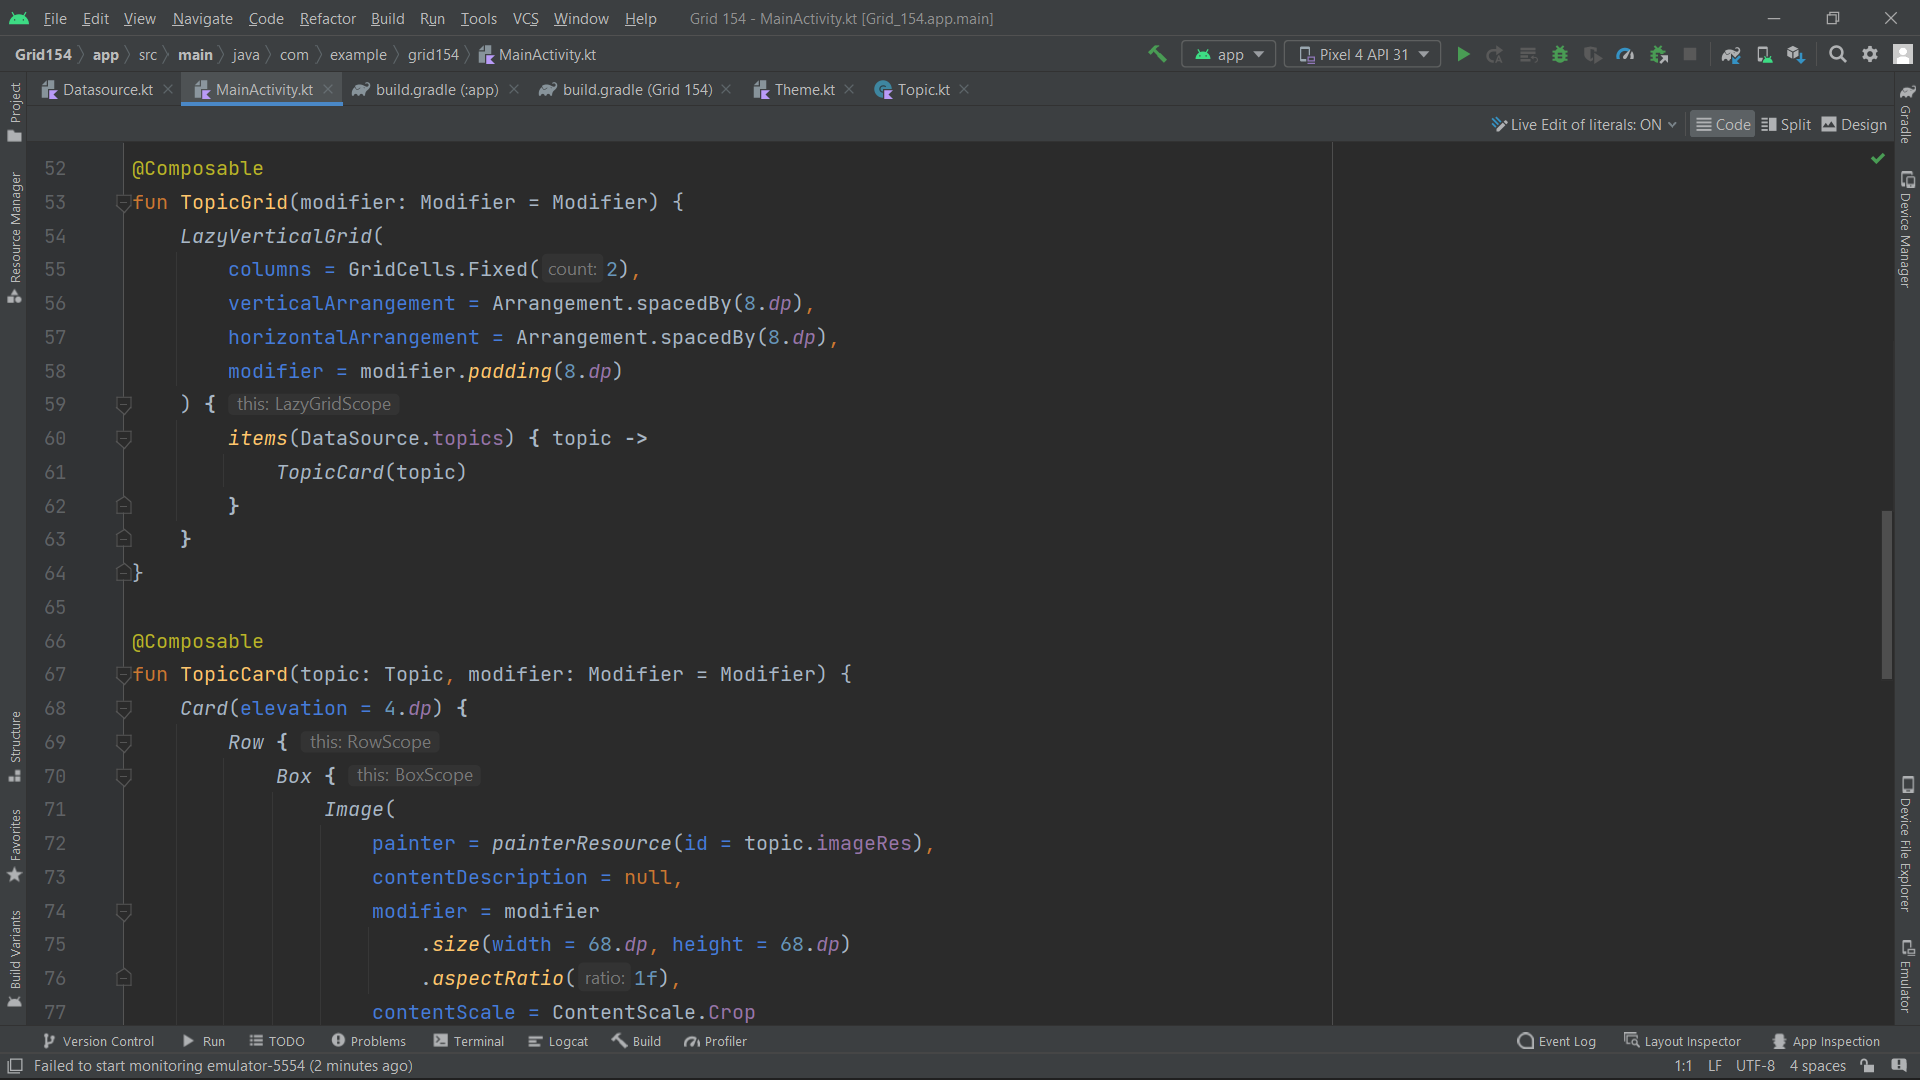 File Edit View Navigate Code Refactor Build Run Tools VCS Window Help Grid 154 - MainActivity.kt [Grid_154.app.main]
Grid154 app src main java com example grid154 MainActivity.kt app Pixel 4 API 31
Datasource.kt MainActivity.kt build.gradle (:app) build.gradle (Grid 154) Theme.kt Topic.kt
Live Edit of literals: ON Code Split Design
52 @Composable
53 fun TopicGrid(modifier: Modifier = Modifier) {
54 LazyVerticalGrid(
55 columns = GridCells.Fixed( count: 2),
56 verticalArrangement = Arrangement.spacedBy(8.dp),
57 horizontalArrangement = Arrangement.spacedBy(8.dp),
58 modifier = modifier.padding(8.dp)
59 ) { this: LazyGridScope
60 items(DataSource.topics) { topic ->
61 TopicCard(topic)
62 }
63 }
64 }
65
66 @Composable
67 fun TopicCard(topic: Topic, modifier: Modifier = Modifier) {
68 Card(elevation = 4.dp) {
69 Row { this: RowScope
70 Box { this: BoxScope
71 Image(
72 painter = painterResource(id = topic.imageRes),
73 contentDescription = null,
74 modifier = modifier
75 .size(width = 68.dp, height = 68.dp)
76 .aspectRatio( ratio: 1f),
77 contentScale = ContentScale.Crop
Project
Resource Manager
Structure
Favorites
Build Variants
Gradle
Device Manager
Device File Explorer
Emulator
Version Control Run TODO Problems Terminal Logcat Build Profiler Event Log Layout Inspector App Inspection
Failed to start monitoring emulator-5554 (2 minutes ago) 1:1 LF UTF-8 4 spaces